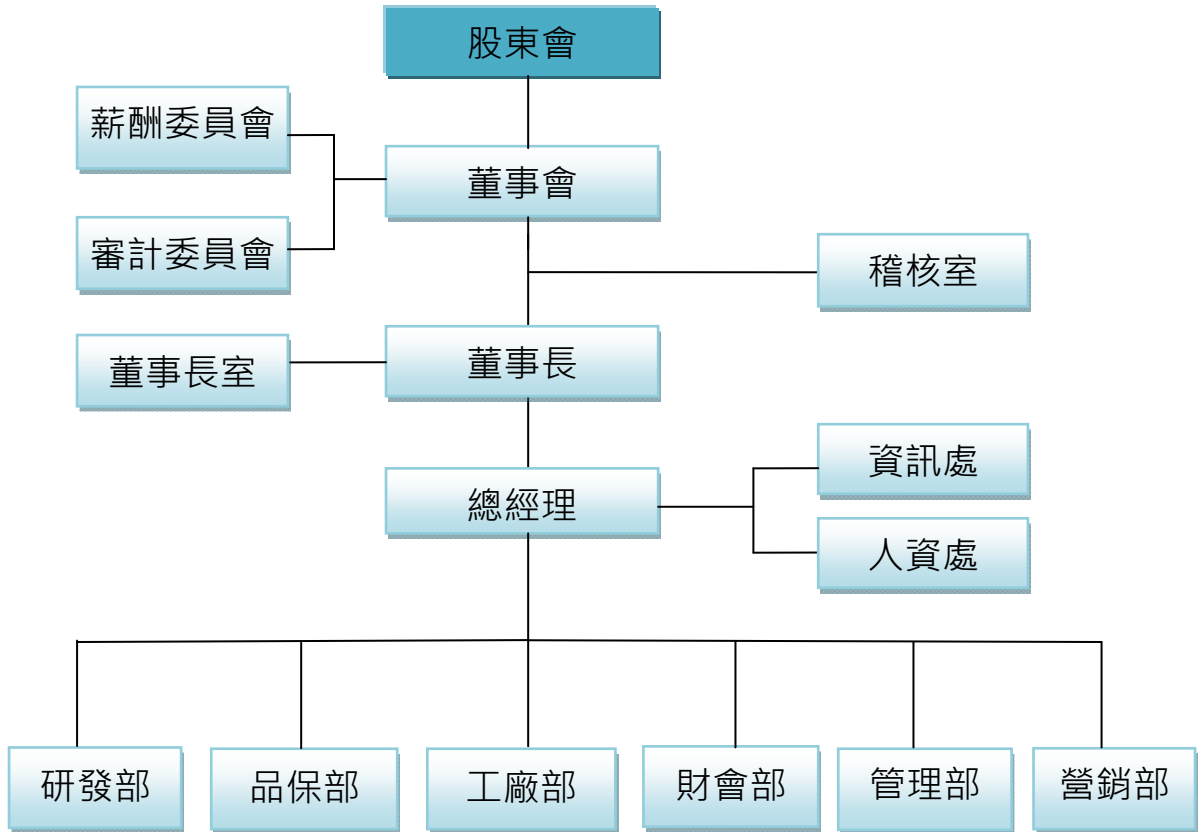 股東會
薪酬委員會
董事會
審計委員會
稽核室
董事長室
董事長
資訊處
總經理
人資處
研發部
品保部
工廠部
財會部
管理部
營銷部